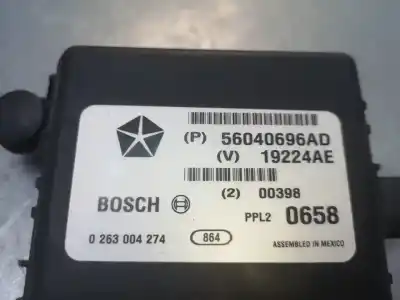 (P) 56040696AD
(V) 19224AE
(2) 00398
BOSCH
PPL2 0658
0 263 004 274 864
ASSEMBLED IN MEXICO